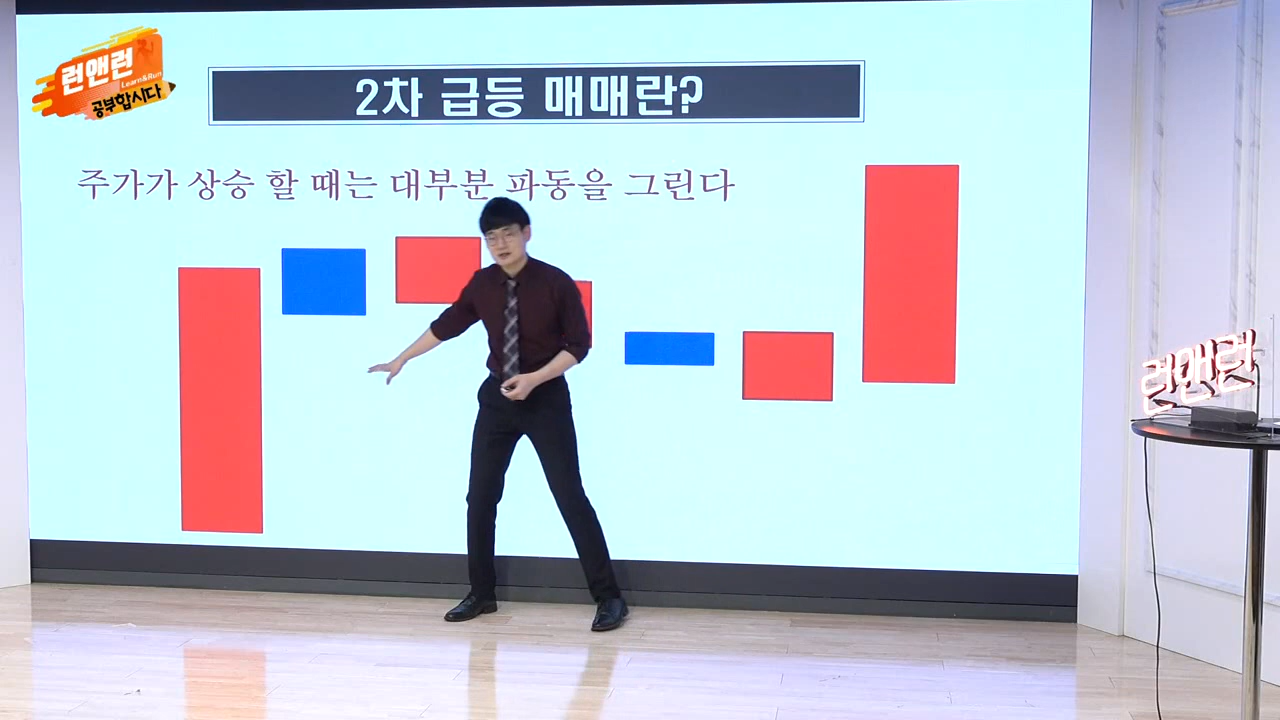 런앤런
Learn&Run
공부합시다
2차 급등 매매란?
주가가 상승 할 때는 대부분 파동을 그린다
런앤런